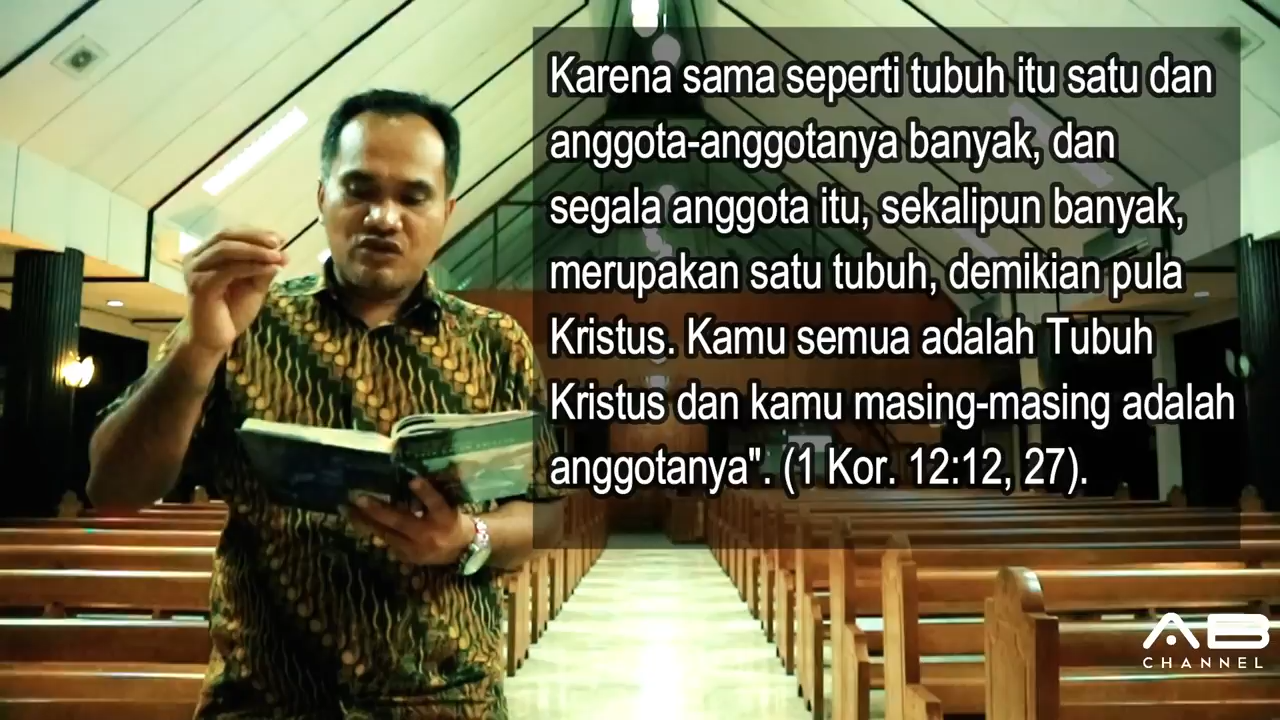 Karena sama seperti tubuh itu satu dan
anggota-anggotanya banyak, dan
segala anggota itu, sekalipun banyak,
merupakan satu tubuh, demikian pula
Kristus. Kamu semua adalah Tubuh
Kristus dan kamu masing-masing adalah
anggotanya". (1 Kor. 12:12, 27).
AB
CHANNEL